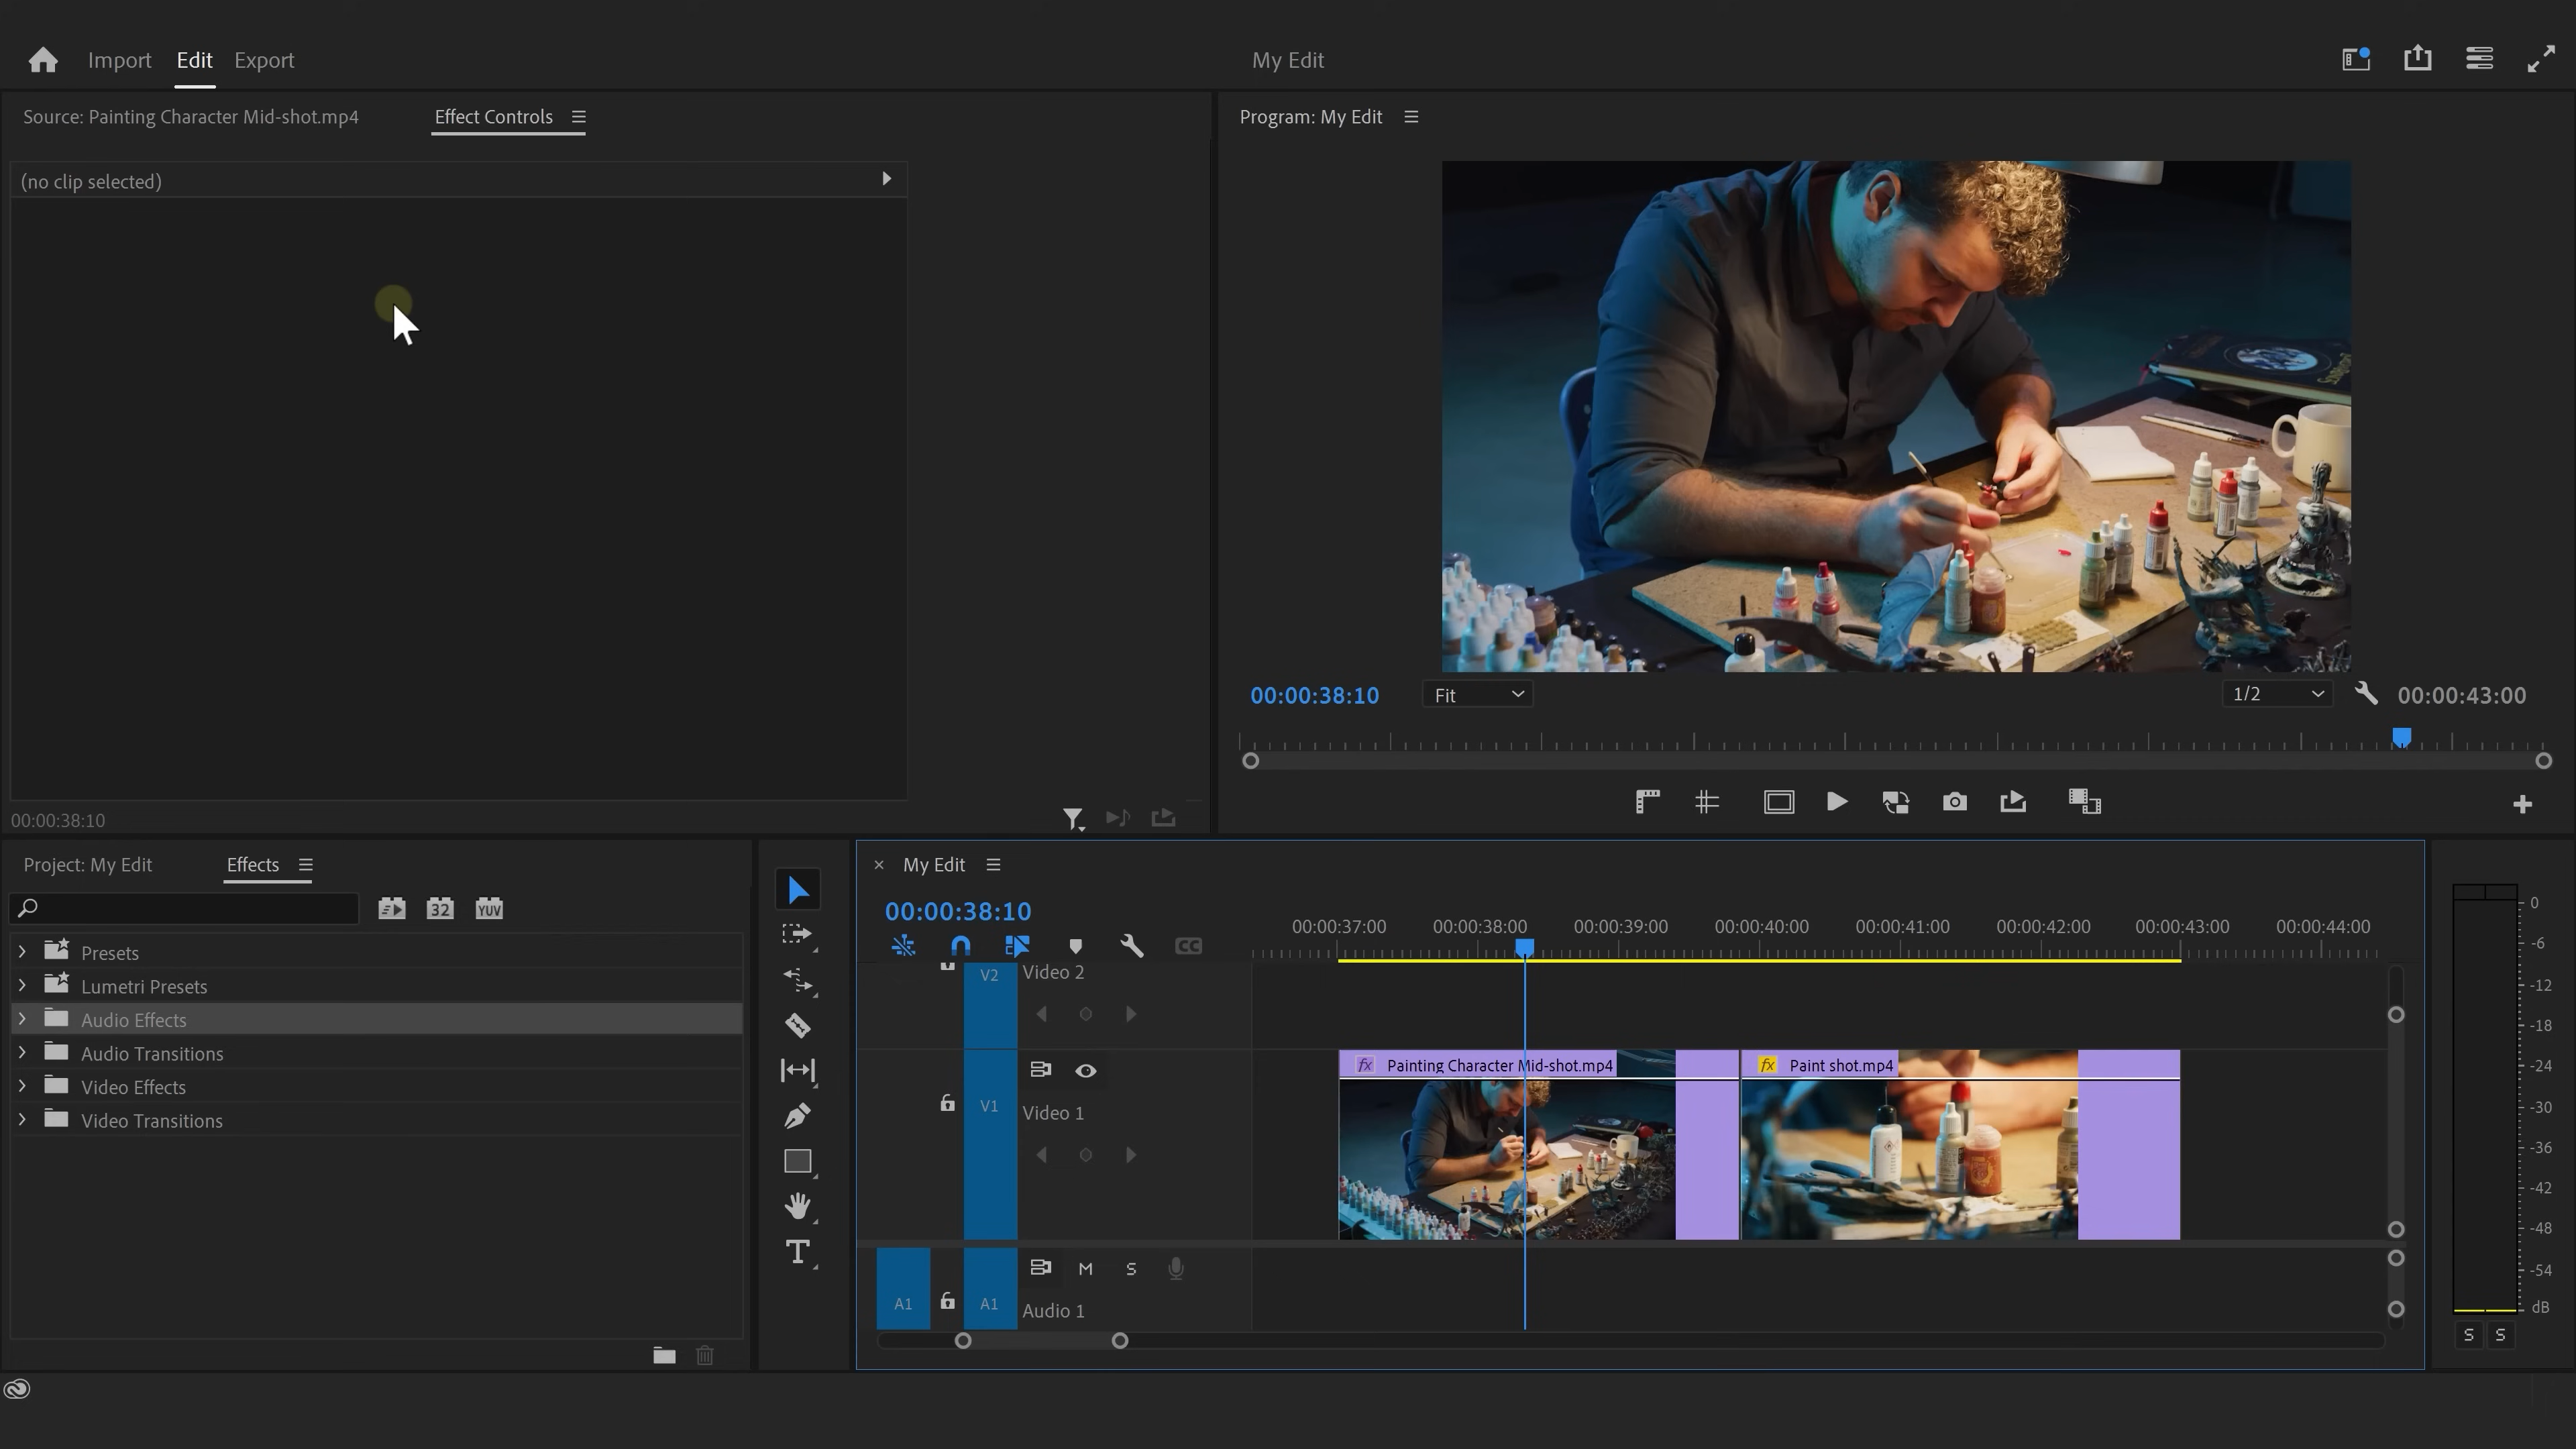 Import Edit Export My Edit
Source: Painting Character Mid-shot.mp4 Effect Controls
Program: My Edit
(no clip selected)
00:00:38:10 Fit 1/2 00:00:43:00
00:00:38:10
Project: My Edit Effects
32 YUV
Presets
Lumetri Presets
Audio Effects
Audio Transitions
Video Effects
Video Transitions
T
× My Edit
00:00:38:10
CC
00:00:37:00 00:00:38:00 00:00:39:00 00:00:40:00 00:00:41:00 00:00:42:00 00:00:43:00 00:00:44:00
V2 Video 2
fx Painting Character Mid-shot.mp4 fx Paint shot.mp4
V1 Video 1
M S
A1 A1 Audio 1
0
-6
-12
-18
-24
-30
-36
-42
-48
-54
dB
S S